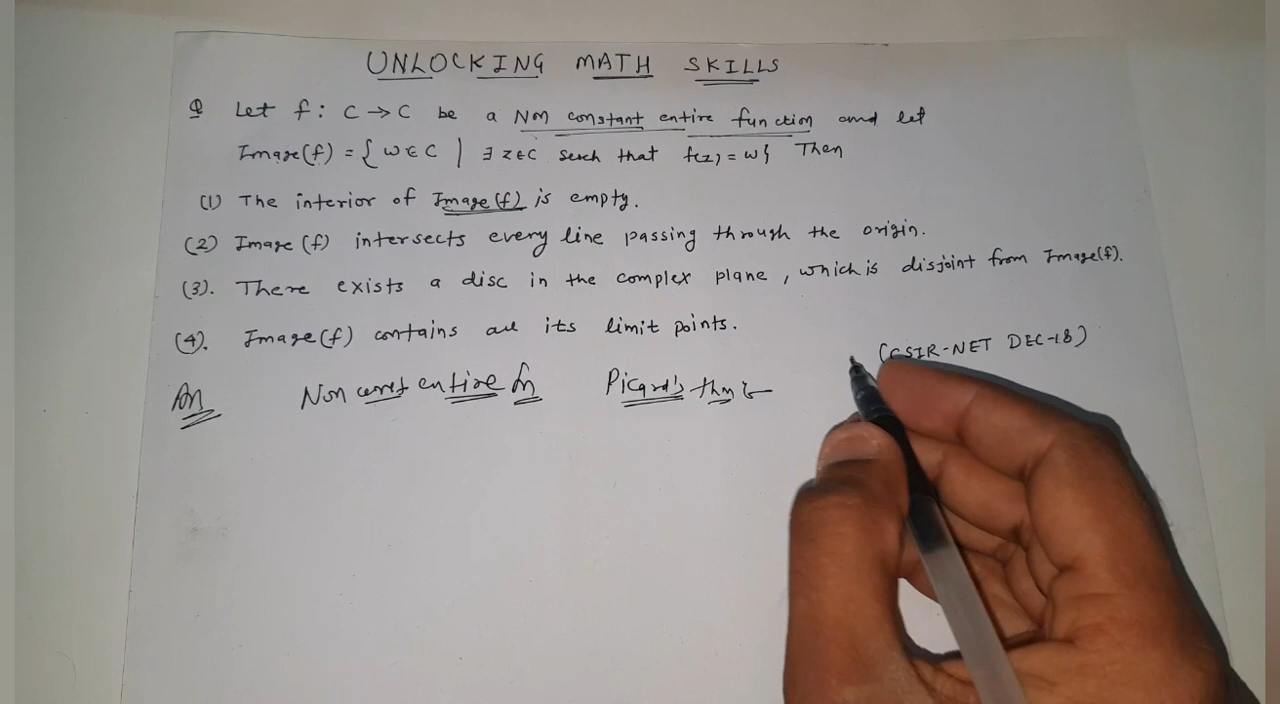 UNLOCKING MATH SKILLS
Q Let f: C → C be a Non constant entire function and let
Image(f) = { w ∈ C | ∃ z ∈ C such that f(z) = w} Then
(1) The interior of Image(f) is empty.
(2) Image(f) intersects every line passing through the origin.
(3). There exists a disc in the complex plane, which is disjoint from Image(f).
(4). Image(f) contains all its limit points.
(CSIR-NET DEC-18)
Non const entire fn Picard's thm